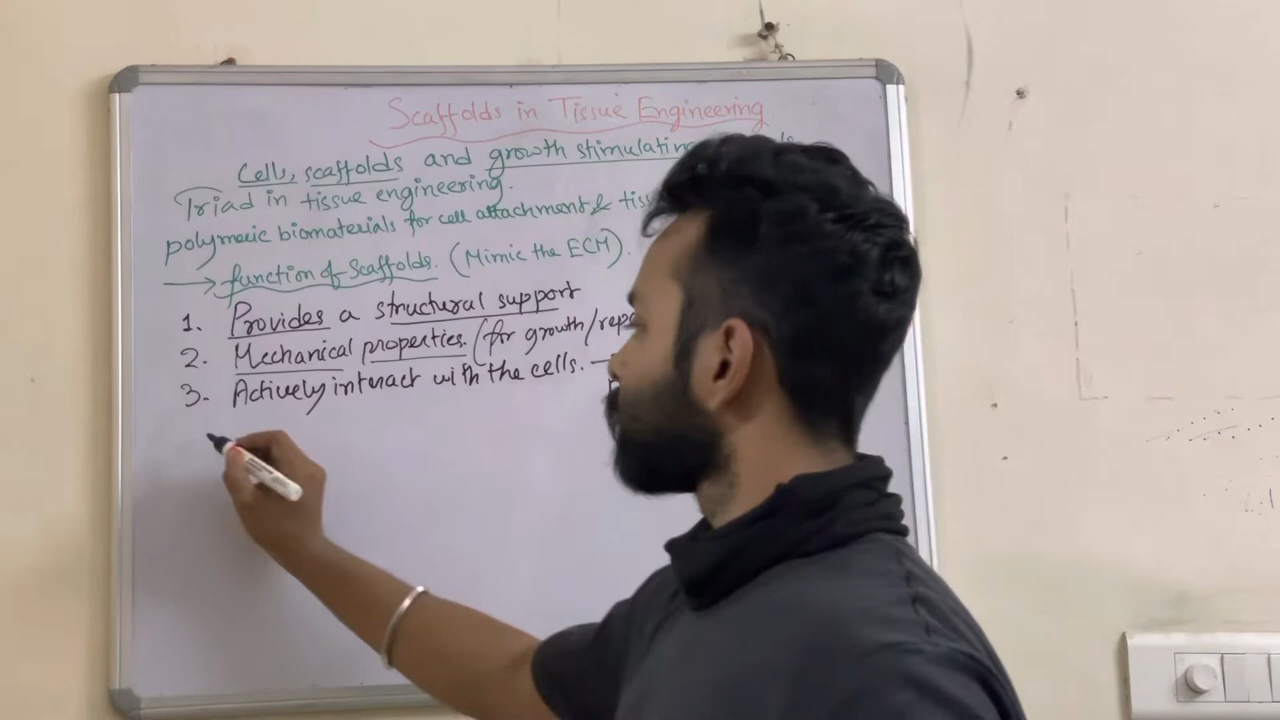 Scaffolds in Tissue Engineering
Cells, scaffolds and growth stimulating
Triad in tissue engineering.
polymeric biomaterials for cell attachment & tiss
→ function of Scaffolds. (Mimic the ECM).
1. Provides a structural support
2. Mechanical properties. (for growth/repa
3. Actively interact with the cells. —